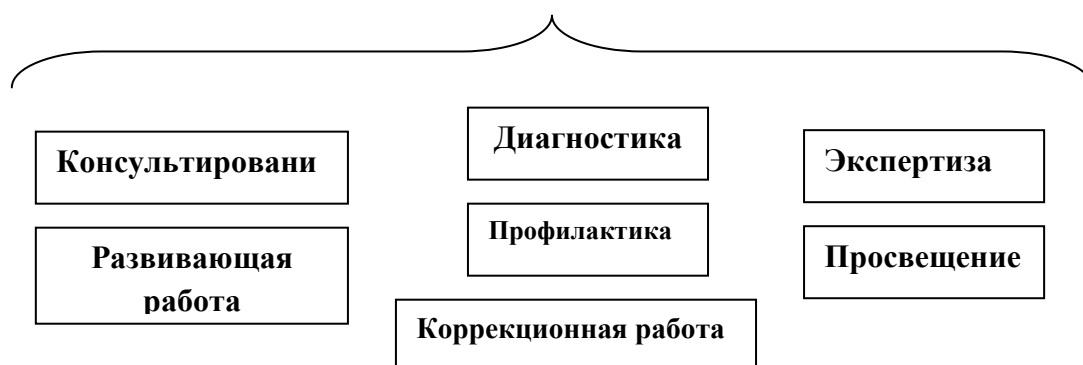 Консультировани
Развивающая
работа
Диагностика
Профилактика
Коррекционная работа
Экспертиза
Просвещение